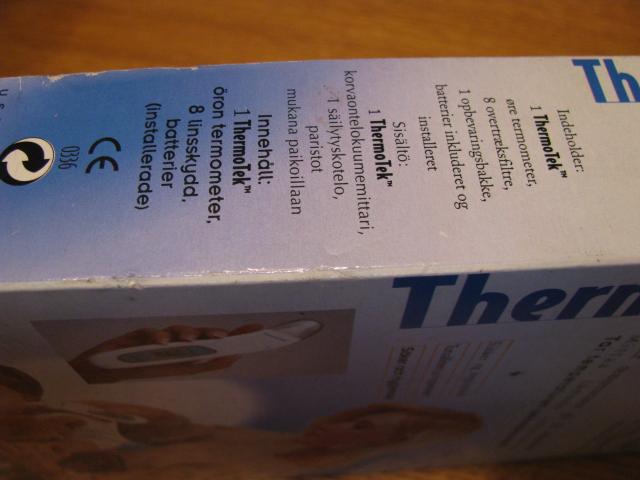 Th
Indeholder:
1 ThermoTek™
øre termometer,
8 overtræksfiltre,
1 opbevaringsbakke,
batterier inkluderet og
installeret
Sisältö:
1 ThermoTek™
korvaontelokuumemittari,
1 säilytyskotelo,
paristot
mukana paikoillaan
Innehåll:
1 ThermoTek™
öron termometer,
8 linsskydd,
batterier
(installerade)
CE
0336
Therm